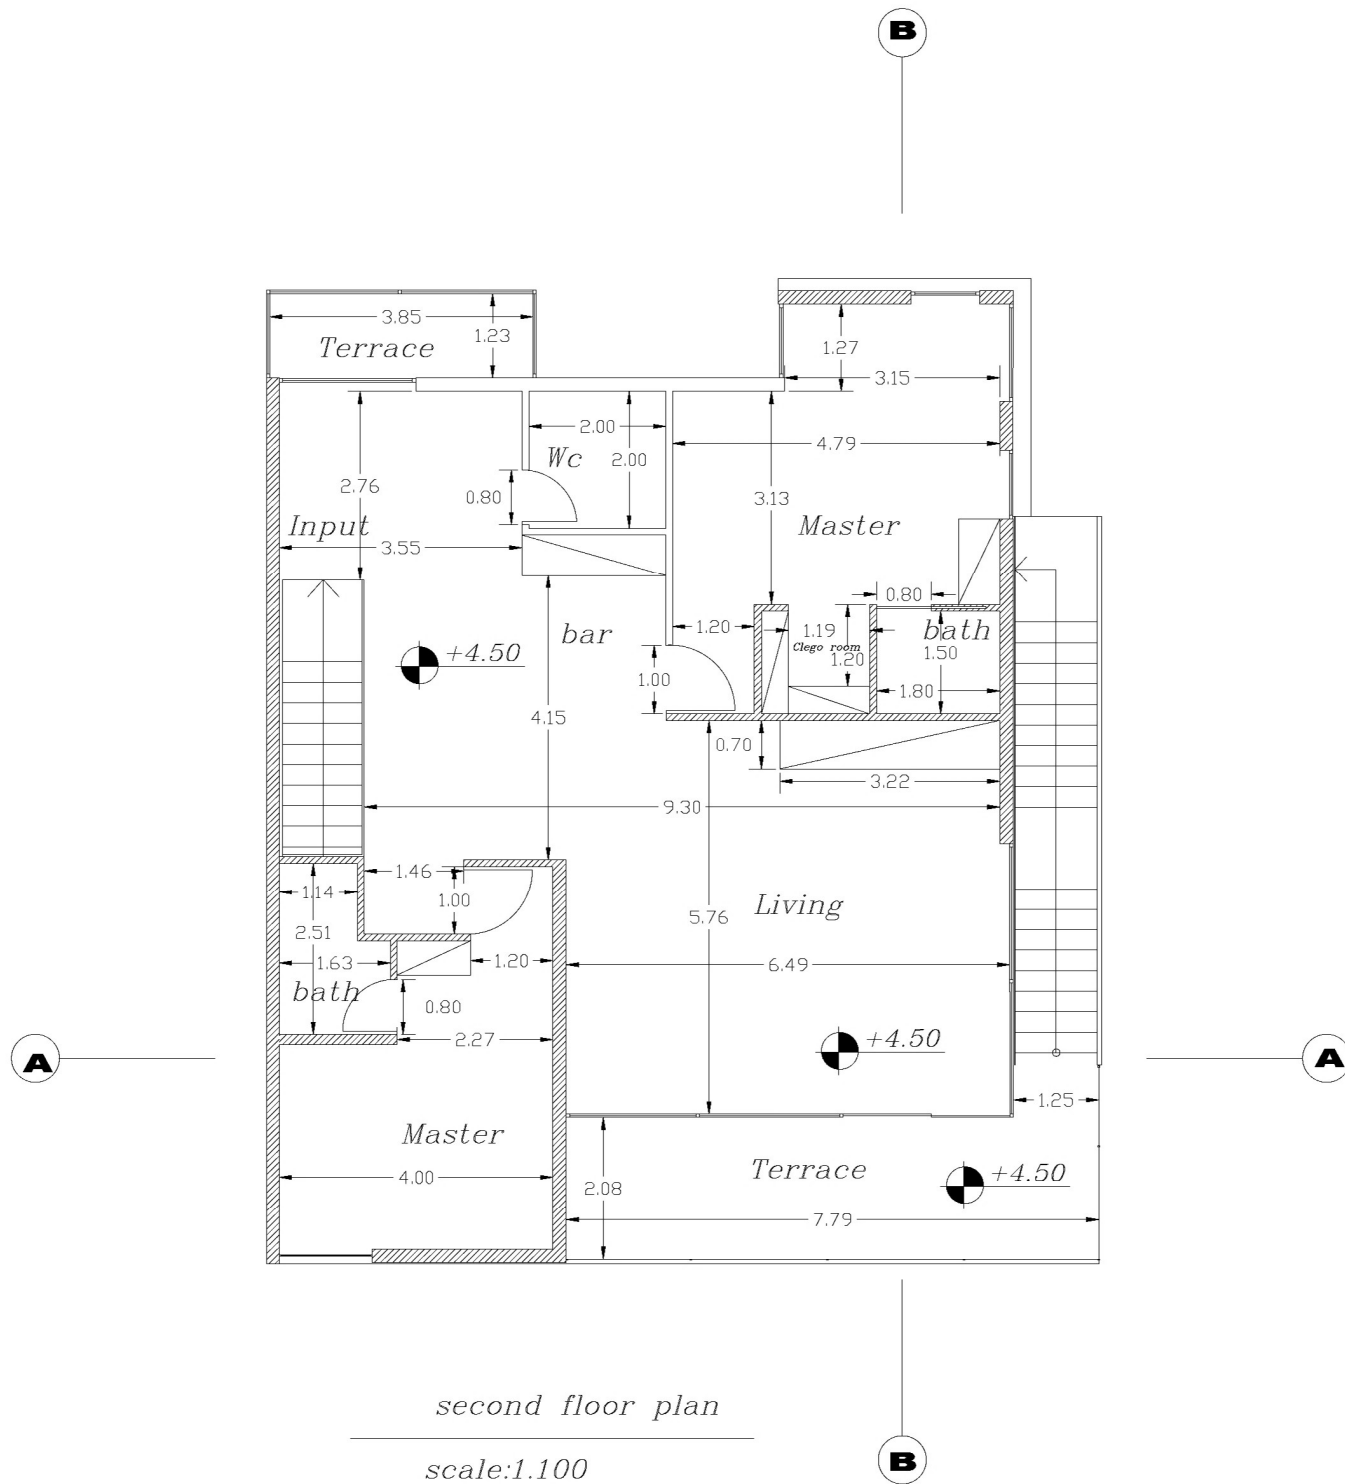 B
3.85
1.23
Terrace
1.27
3.15
2.00
4.79
Wc
2.00
2.76
0.80
3.13
Input
Master
3.55
0.80
1.20
1.19
bar
bath
Clego room
+4.50
1.50
1.20
1.00
1.80
4.15
0.70
3.22
9.30
1.46
1.14
1.00
Living
5.76
2.51
1.63
1.20
6.49
bath
0.80
2.27
+4.50
A
A
1.25
Master
Terrace
4.00
+4.50
2.08
7.79
second floor plan
B
scale:1.100